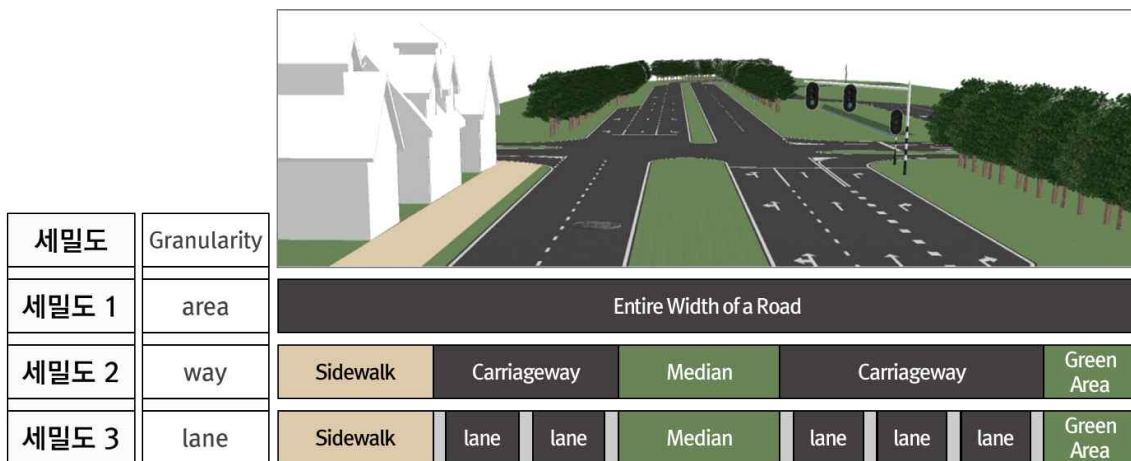 세밀도 Granularity
세밀도 1 area Entire Width of a Road
세밀도 2 way Sidewalk Carriageway Median Carriageway Green Area
세밀도 3 lane Sidewalk lane lane Median lane lane lane Green Area